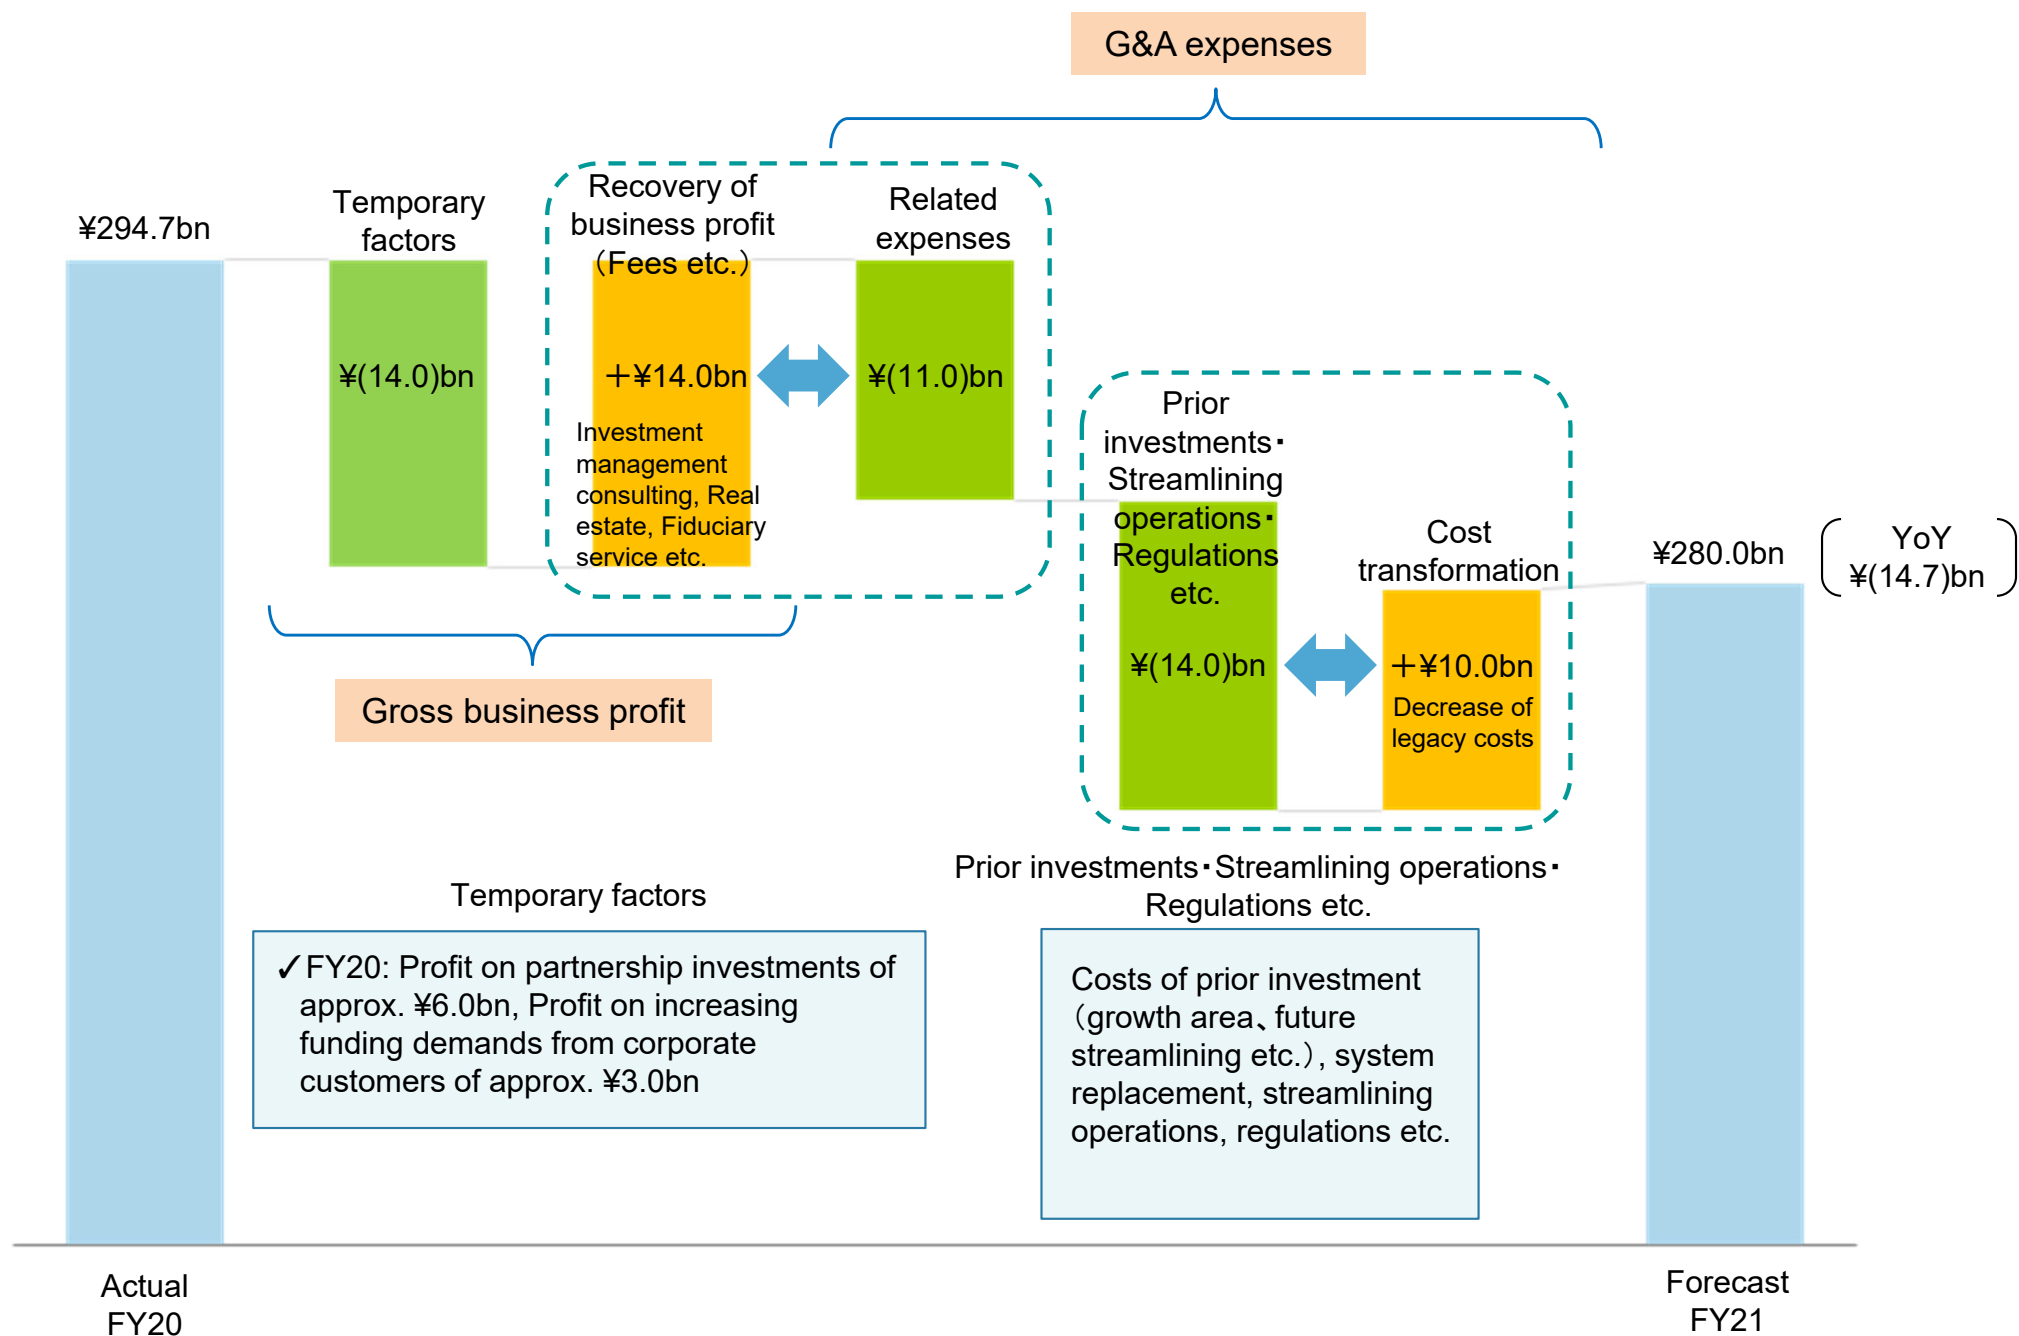 G&A expenses
¥294.7bn
Temporary
factors
¥(14.0)bn
Recovery of
business profit
（Fees etc.）
＋¥14.0bn
Investment
management
consulting, Real
estate, Fiduciary
service etc.
Related
expenses
¥(11.0)bn
Gross business profit
Prior
investments・
Streamlining
operations・
Regulations
etc.
¥(14.0)bn
Cost
transformation
＋¥10.0bn
Decrease of
legacy costs
¥280.0bn
YoY
¥(14.7)bn
Temporary factors
✓FY20: Profit on partnership investments of
approx. ¥6.0bn, Profit on increasing
funding demands from corporate
customers of approx. ¥3.0bn
Prior investments・Streamlining operations・
Regulations etc.
Costs of prior investment
（growth area、future
streamlining etc.）, system
replacement, streamlining
operations, regulations etc.
Actual
FY20
Forecast
FY21